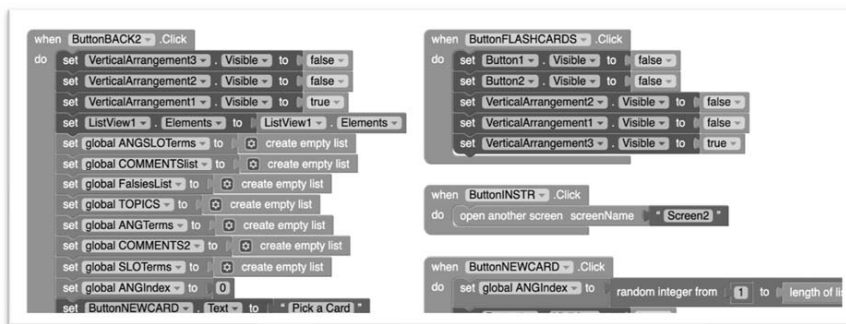 when ButtonBACK2 .Click
do set VerticalArrangement3 . Visible to false
set VerticalArrangement2 . Visible to false
set VerticalArrangement1 . Visible to true
set ListView1 . Elements to ListView1 . Elements
set global ANGSLOTerms to create empty list
set global COMMENTSlist to create empty list
set global FalsiesList to create empty list
set global TOPICS to create empty list
set global ANGTerms to create empty list
set global COMMENTS2 to create empty list
set global SLOTerms to create empty list
set global ANGIndex to 0
set ButtonNEWCARD . Text to " Pick a Card "
when ButtonFLASHCARDS .Click
do set Button1 . Visible to false
set Button2 . Visible to false
set VerticalArrangement2 . Visible to false
set VerticalArrangement1 . Visible to false
set VerticalArrangement3 . Visible to true
when ButtonINSTR .Click
do open another screen screenName " Screen2 "
when ButtonNEWCARD .Click
do set global ANGIndex to random integer from 1 to length of